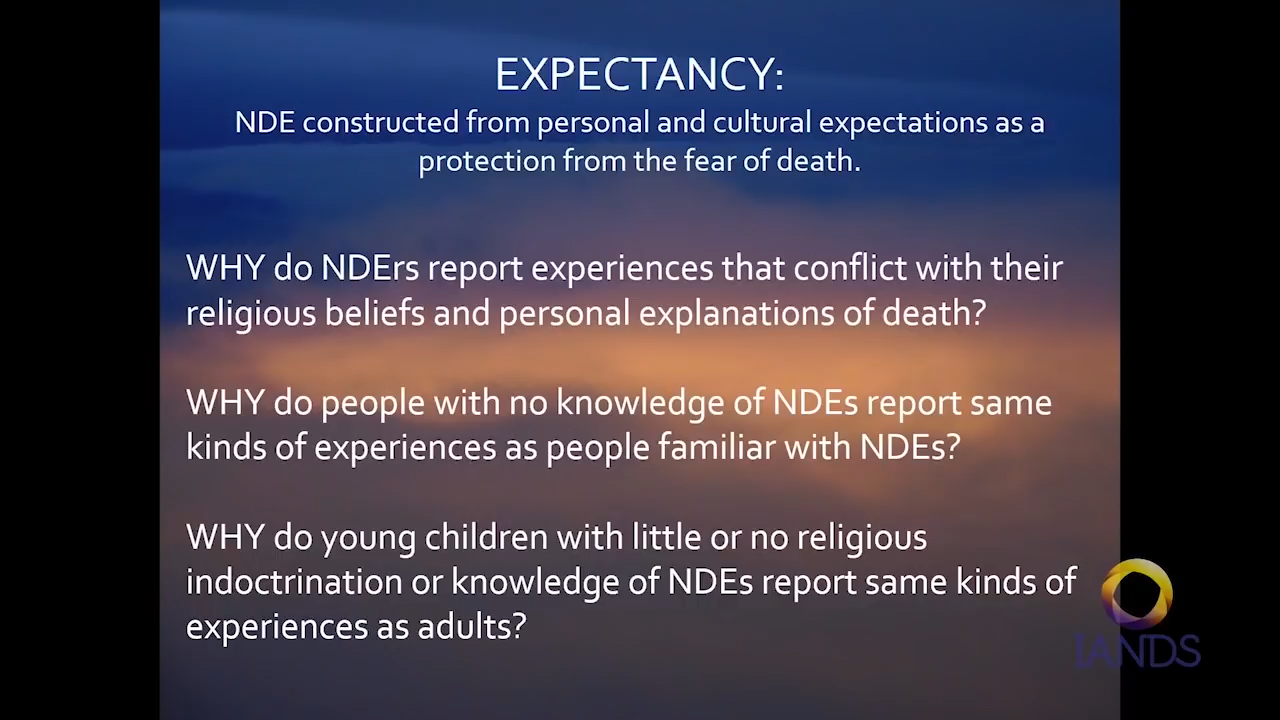 EXPECTANCY:
NDE constructed from personal and cultural expectations as a
protection from the fear of death.
WHY do NDErs report experiences that conflict with their
religious beliefs and personal explanations of death?
WHY do people with no knowledge of NDEs report same
kinds of experiences as people familiar with NDEs?
WHY do young children with little or no religious
indoctrination or knowledge of NDEs report same kinds of
experiences as adults?
IANDS